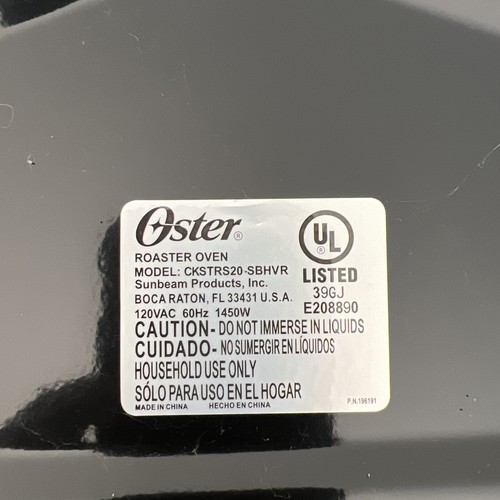 Oster®
ROASTER OVEN
MODEL: CKSTRS20-SBHVR
Sunbeam Products, Inc.
BOCA RATON, FL 33431 U.S.A.
120VAC 60Hz 1450W
UL ®
LISTED
39GJ
E208890
CAUTION- DO NOT IMMERSE IN LIQUIDS
CUIDADO- NO SUMERGIR EN LÍQUIDOS
HOUSEHOLD USE ONLY
SÓLO PARA USO EN EL HOGAR
MADE IN CHINA HECHO EN CHINA
P.N.196191